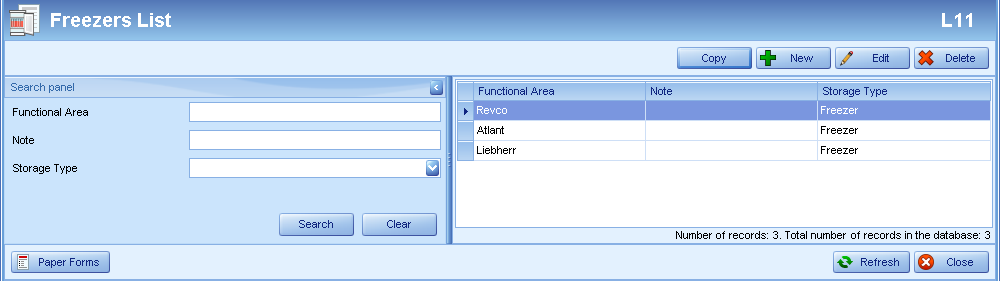 Freezers List L11
Copy New Edit Delete
Search panel
Functional Area
Note
Storage Type
Search Clear
Functional Area Note Storage Type
Revco Freezer
Atlant Freezer
Liebherr Freezer
Number of records: 3. Total number of records in the database: 3
Paper Forms Refresh Close